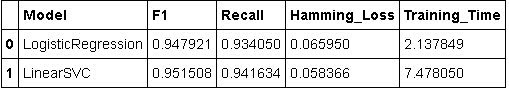 Model F1 Recall Hamming_Loss Training_Time
0 LogisticRegression 0.947921 0.934050 0.065950 2.137849
1 LinearSVC 0.951508 0.941634 0.058366 7.478050